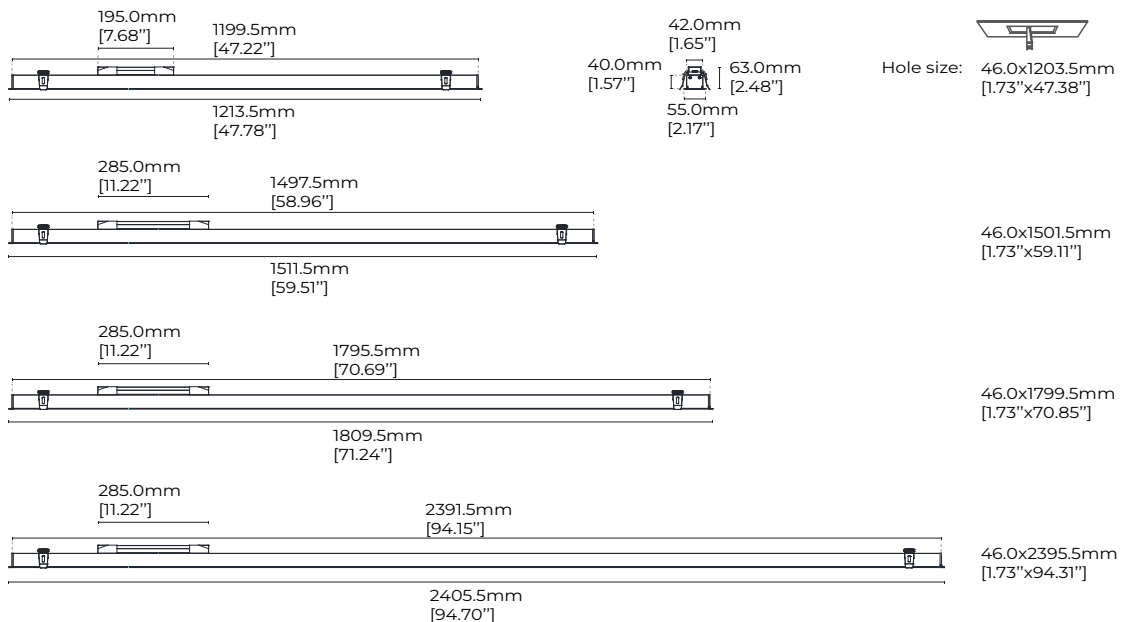 195.0mm
[7.68’’]
1199.5mm
[47.22’’]
1213.5mm
[47.78’’]
42.0mm
[1.65’’]
40.0mm
[1.57’’]
63.0mm
[2.48’’]
55.0mm
[2.17’’]
Hole size:
46.0x1203.5mm
[1.73’’x47.38’’]
285.0mm
[11.22’’]
1497.5mm
[58.96’’]
1511.5mm
[59.51’’]
46.0x1501.5mm
[1.73’’x59.11’’]
285.0mm
[11.22’’]
1795.5mm
[70.69’’]
1809.5mm
[71.24’’]
46.0x1799.5mm
[1.73’’x70.85’’]
285.0mm
[11.22’’]
2391.5mm
[94.15’’]
2405.5mm
[94.70’’]
46.0x2395.5mm
[1.73’’x94.31’’]